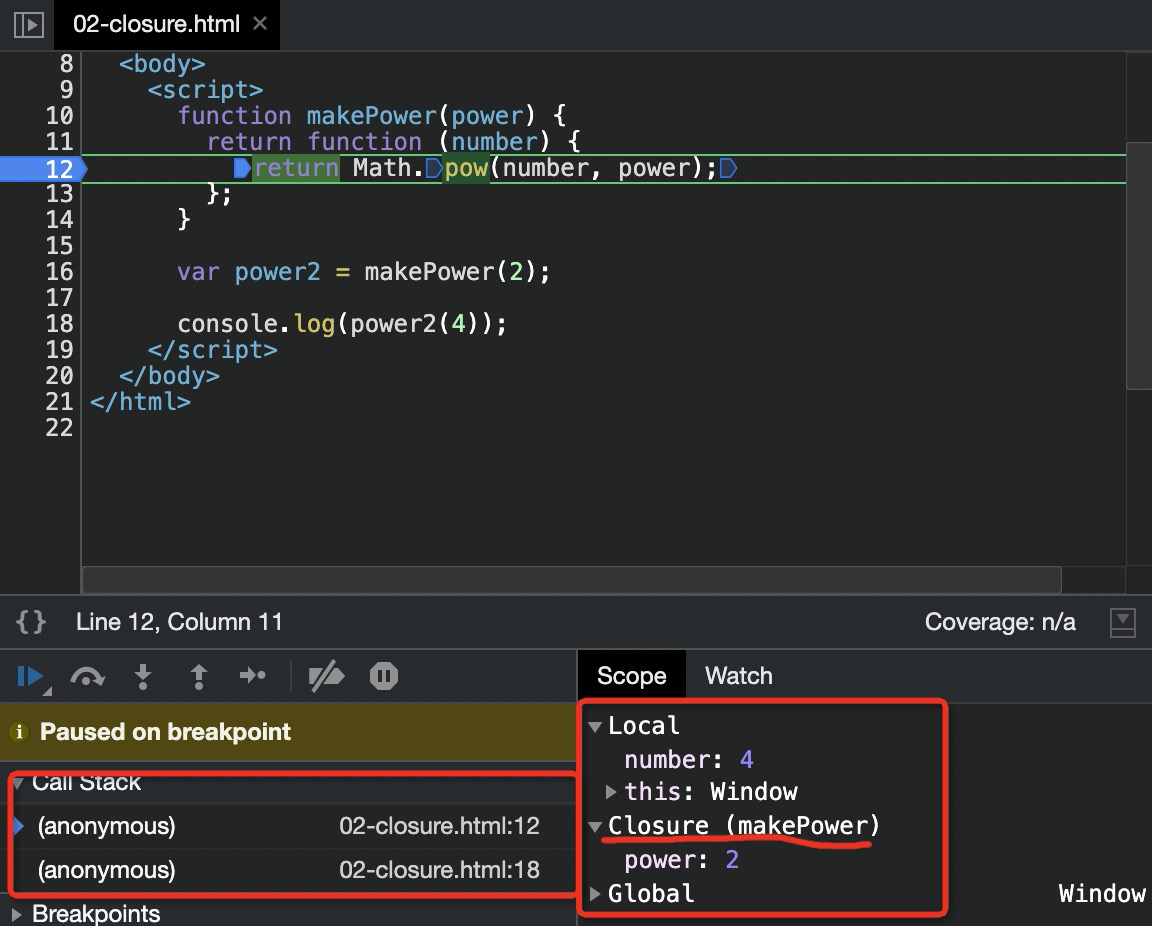 02-closure.html ×
8 <body>
9 <script>
10 function makePower(power) {
11 return function (number) {
12 return Math.pow(number, power);
13 };
14 }
15
16 var power2 = makePower(2);
17
18 console.log(power2(4));
19 </script>
20 </body>
21 </html>
22
{} Line 12, Column 11 Coverage: n/a
Scope Watch
Paused on breakpoint
Call Stack
(anonymous) 02-closure.html:12
(anonymous) 02-closure.html:18
Breakpoints
Local
number: 4
this: Window
Closure (makePower)
power: 2
Global Window